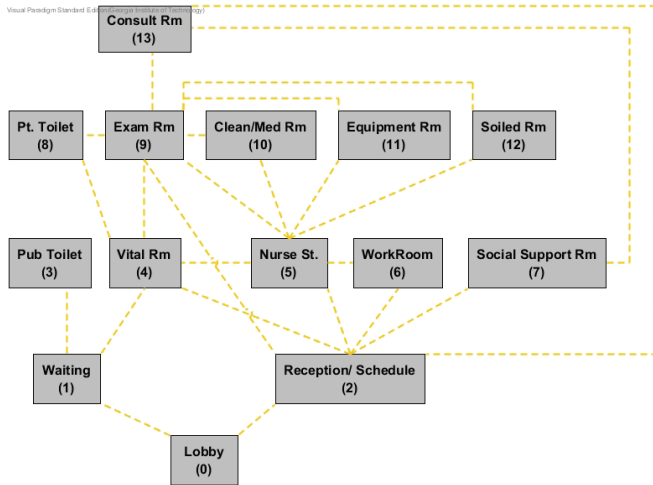 Visual Paradigm Standard Edition(Georgia Institute of Technology)
Consult Rm
(13)
Pt. Toilet
(8)
Exam Rm
(9)
Clean/Med Rm
(10)
Equipment Rm
(11)
Soiled Rm
(12)
Pub Toilet
(3)
Vital Rm
(4)
Nurse St.
(5)
WorkRoom
(6)
Social Support Rm
(7)
Waiting
(1)
Reception/ Schedule
(2)
Lobby
(0)